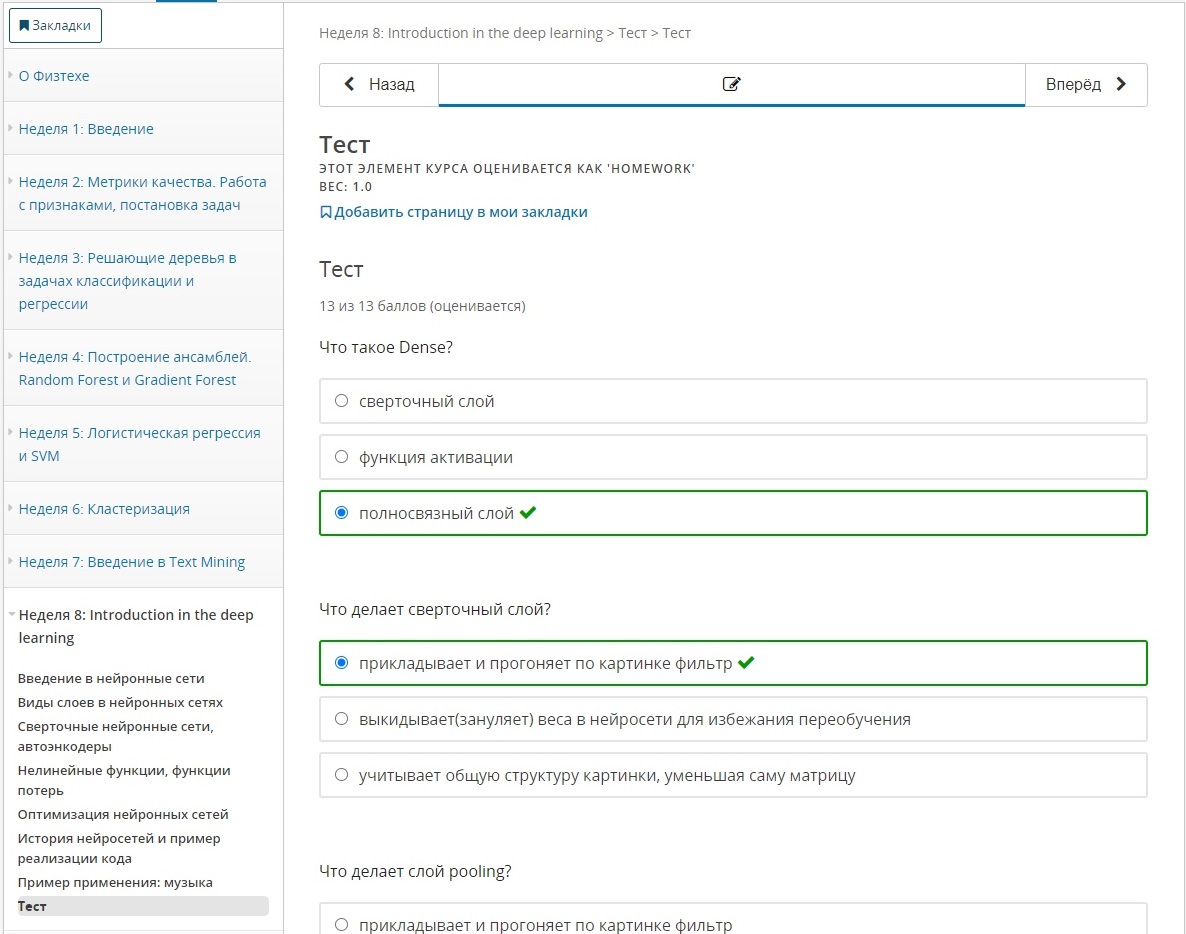 Закладки
О Физтехе
Неделя 1: Введение
Неделя 2: Метрики качества. Работа
с признаками, постановка задач
Неделя 3: Решающие деревья в
задачах классификации и
регрессии
Неделя 4: Построение ансамблей.
Random Forest и Gradient Forest
Неделя 5: Логистическая регрессия
и SVM
Неделя 6: Кластеризация
Неделя 7: Введение в Text Mining
Неделя 8: Introduction in the deep
learning
Введение в нейронные сети
Виды слоев в нейронных сетях
Сверточные нейронные сети,
автоэнкодеры
Нелинейные функции, функции
потерь
Оптимизация нейронных сетей
История нейросетей и пример
реализации кода
Пример применения: музыка
Тест
Неделя 8: Introduction in the deep learning > Тест > Тест
Назад
Вперёд
Тест
ЭТОТ ЭЛЕМЕНТ КУРСА ОЦЕНИВАЕТСЯ КАК 'HOMEWORK'
ВЕС: 1.0
Добавить страницу в мои закладки
Тест
13 из 13 баллов (оценивается)
Что такое Dense?
сверточный слой
функция активации
полносвязный слой
Что делает сверточный слой?
прикладывает и прогоняет по картинке фильтр
выкидывает(зануляет) веса в нейросети для избежания переобучения
учитывает общую структуру картинки, уменьшая саму матрицу
Что делает слой pooling?
прикладывает и прогоняет по картинке фильтр